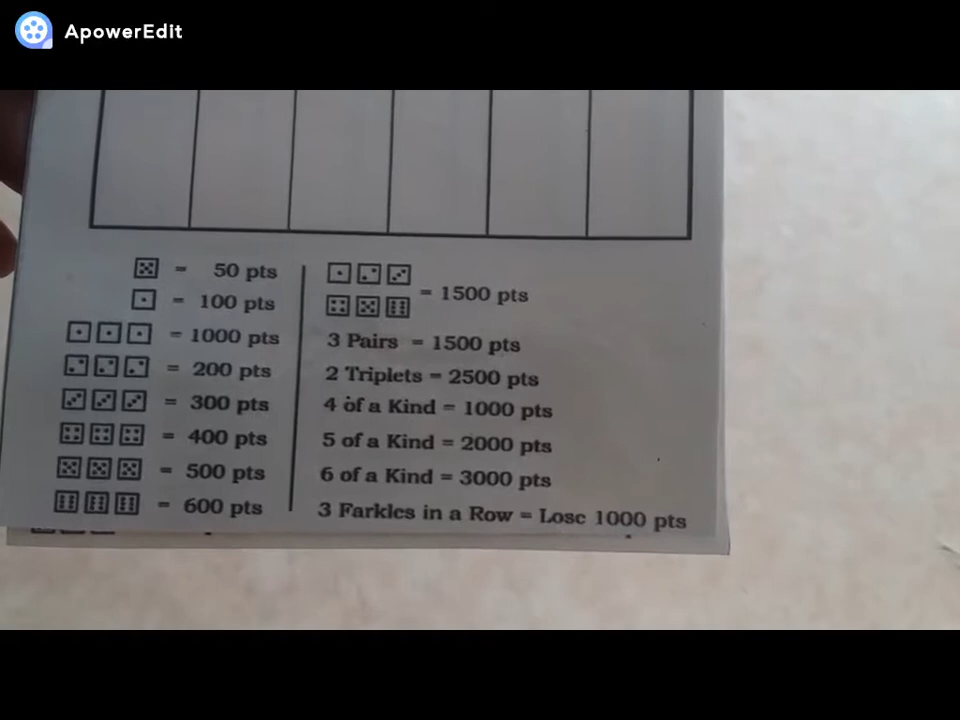 ApowerEdit
= 50 pts
= 100 pts
= 1000 pts
= 200 pts
= 300 pts
= 400 pts
= 500 pts
= 600 pts
= 1500 pts
3 Pairs = 1500 pts
2 Triplets = 2500 pts
4 of a Kind = 1000 pts
5 of a Kind = 2000 pts
6 of a Kind = 3000 pts
3 Farkles in a Row = Lose 1000 pts